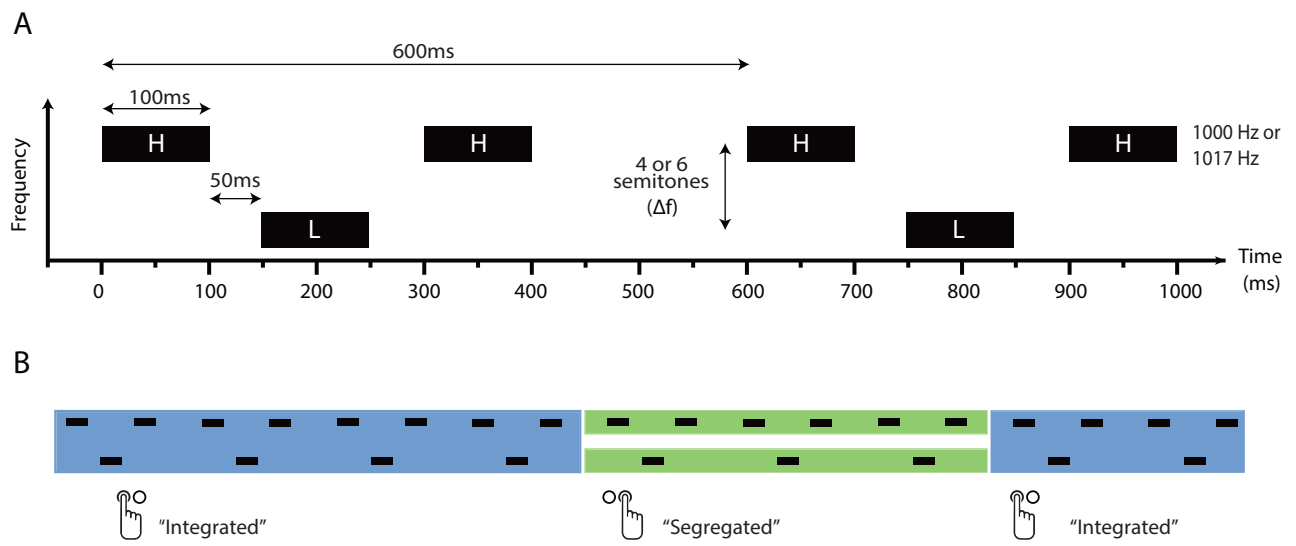 A
600ms
100ms
H
H
H
H
1000 Hz or
1017 Hz
50ms
4 or 6
semitones
(Δf)
L
L
Frequency
Time
(ms)
0
100
200
300
400
500
600
700
800
900
1000
B
"Integrated"
"Segregated"
"Integrated"